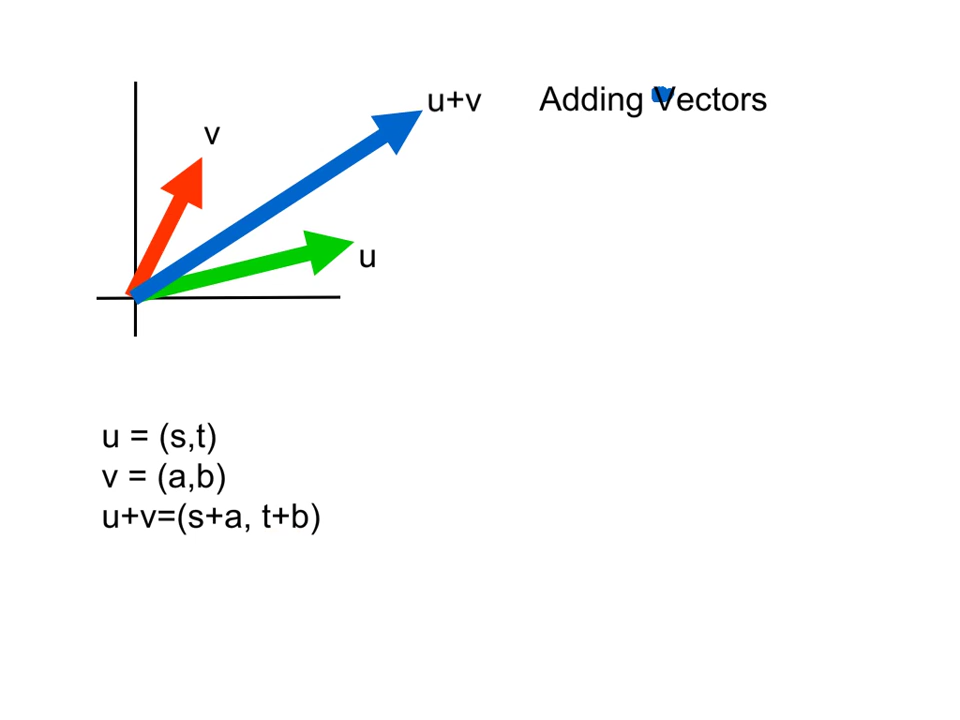 u+v
Adding Vectors
v
u
u = (s,t)
v = (a,b)
u+v=(s+a, t+b)